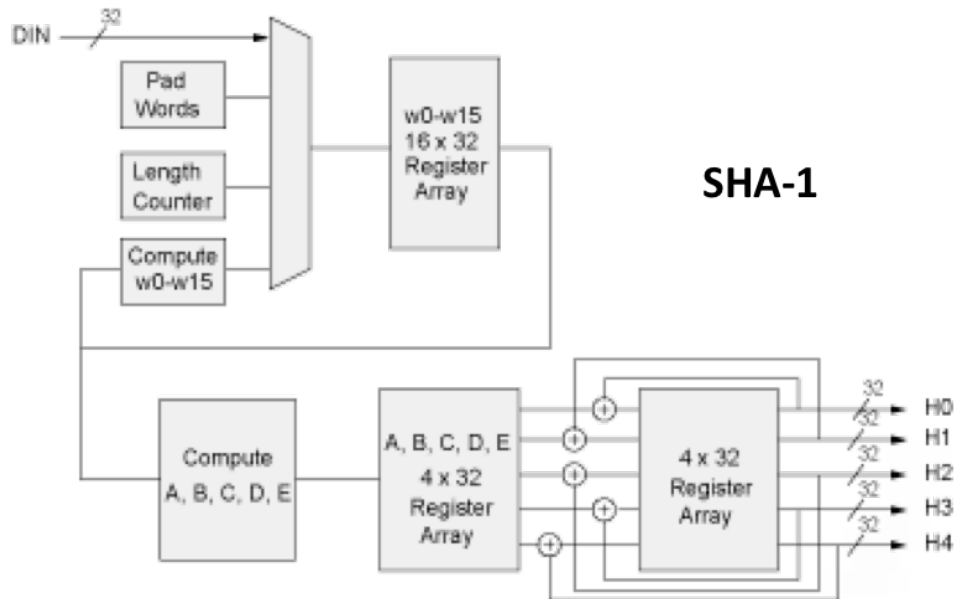 32
DIN
Pad
Words
w0-w15
16 x 32
Register
Array
SHA-1
Length
Counter
Compute
w0-w15
Compute
A, B, C, D, E
A, B, C, D, E
4 x 32
Register
Array
4 x 32
Register
Array
32
H0
32
H1
32
H2
32
H3
32
H4